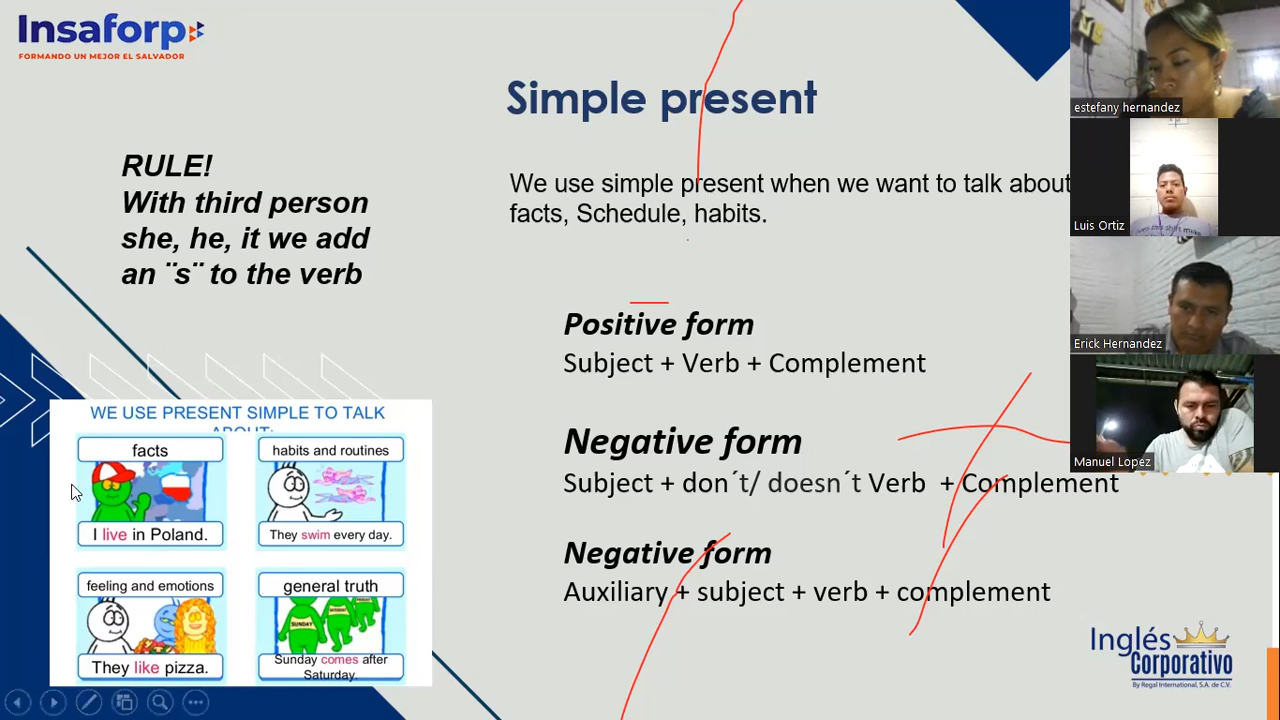 Insaforp
FORMANDO UN MEJOR EL SALVADOR
Simple present
RULE!
With third person
she, he, it we add
an ¨s¨ to the verb
We use simple present when we want to talk about
facts, Schedule, habits.
Positive form
Subject + Verb + Complement
Negative form
Subject + don´t/ doesn´t Verb + Complement
Negative form
Auxiliary + subject + verb + complement
WE USE PRESENT SIMPLE TO TALK
ABOUT:
facts
I live in Poland.
habits and routines
They swim every day.
feeling and emotions
They like pizza.
general truth
SUNDAY
Sunday comes after
Saturday.
estefany hernandez
Luis Ortiz
Erick Hernandez
Manuel Lopez
Inglés
Corporativo
By Regal International, S.A. de C.V.